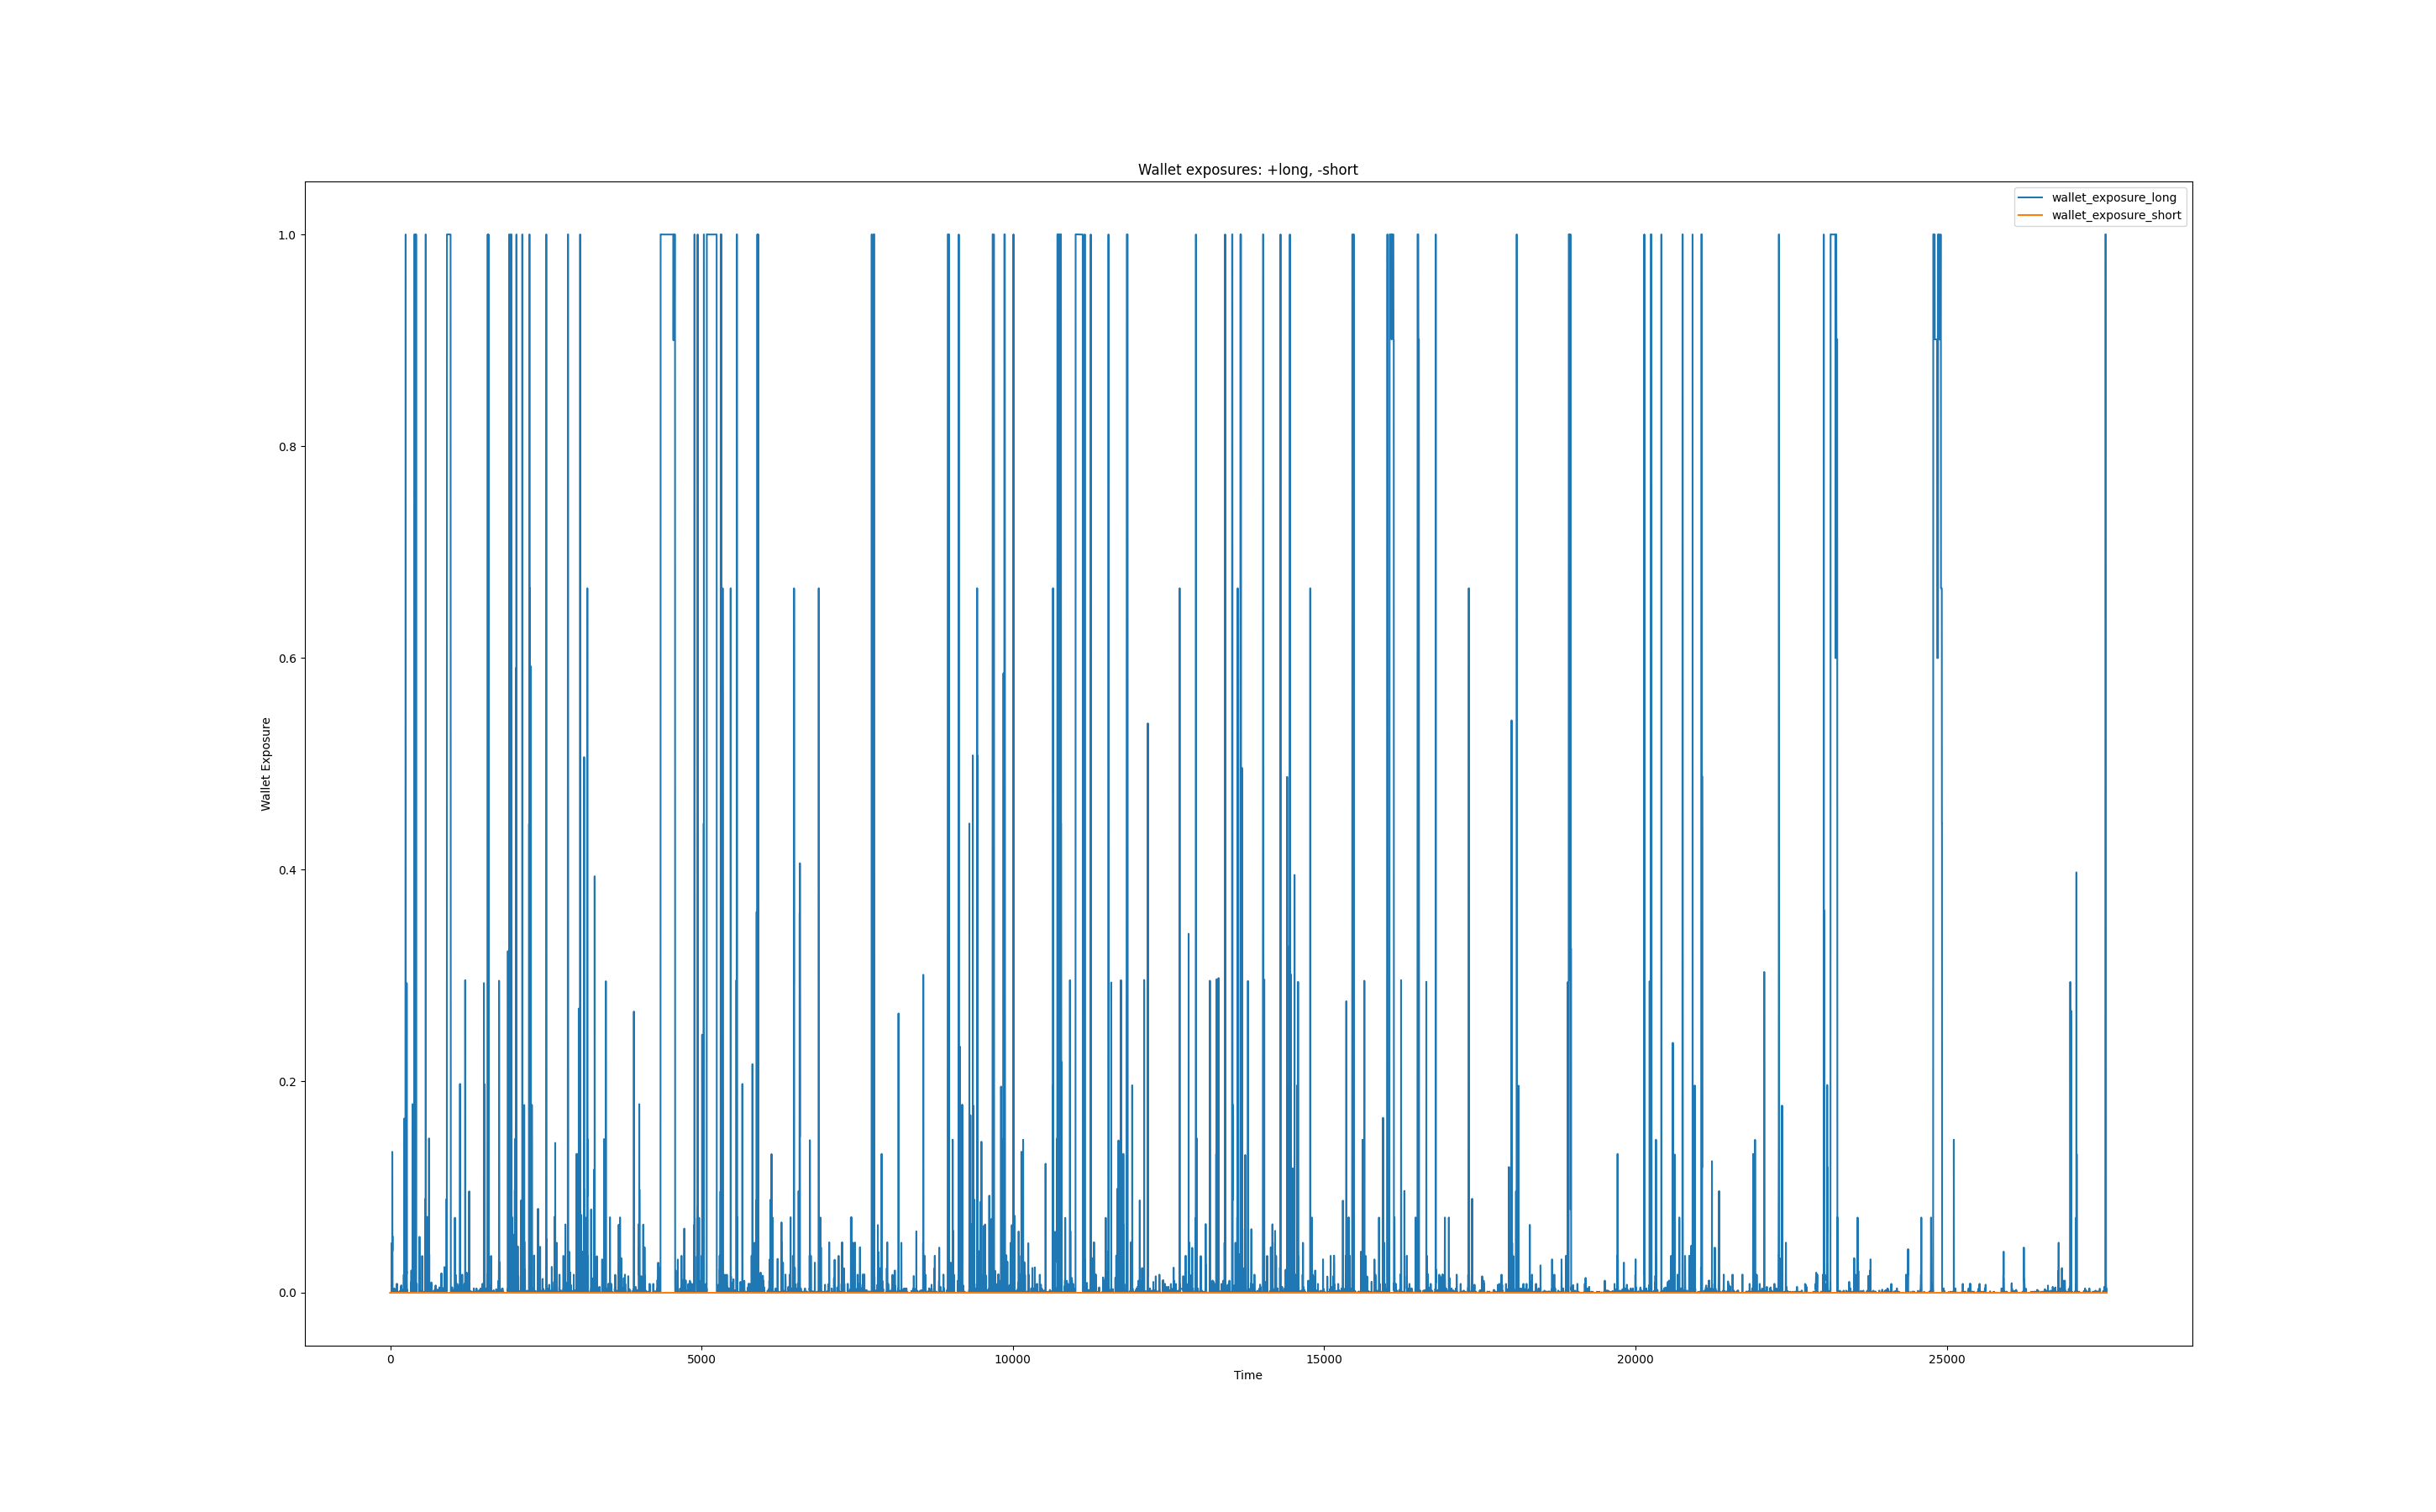 Wallet exposures: +long, -short
wallet_exposure_long
wallet_exposure_short
1.0
0.8
0.6
0.4
0.2
0.0
Wallet Exposure
0 5000 10000 15000 20000 25000
Time